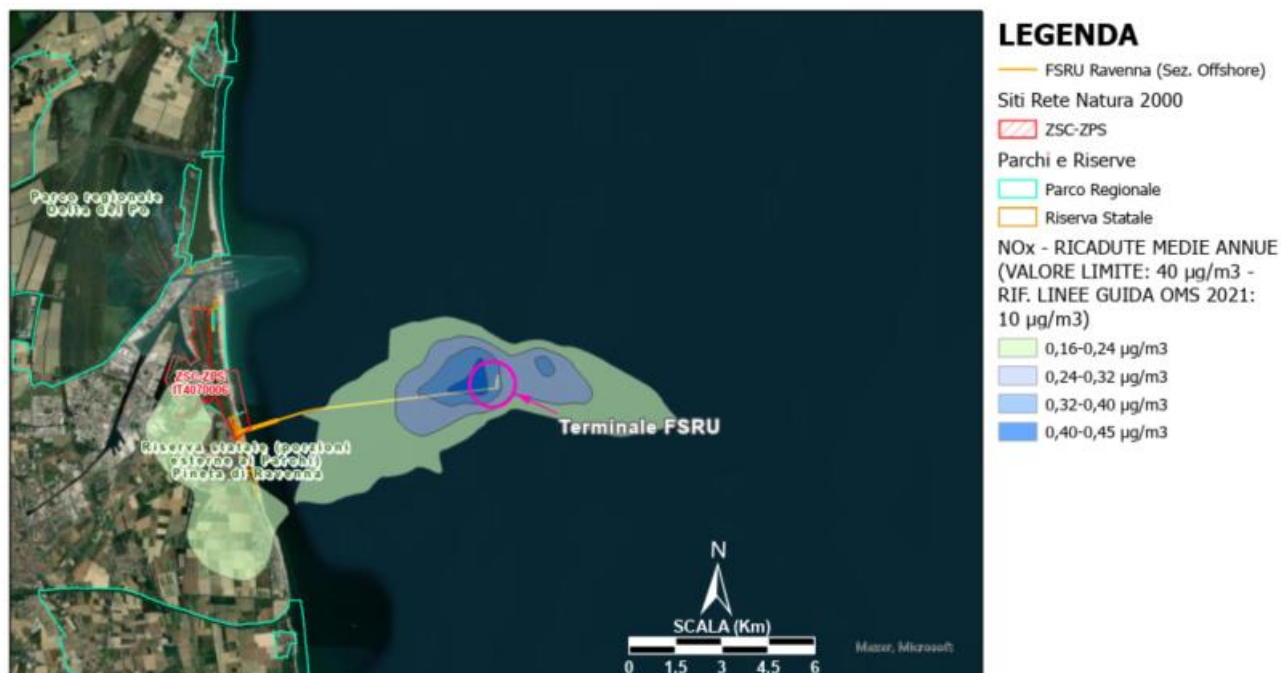 LEGENDA
FSRU Ravenna (Sez. Offshore)
Siti Rete Natura 2000
ZSC-ZPS
Parchi e Riserve
Parco Regionale
Riserva Statale
NOx - RICADUTE MEDIE ANNUE
(VALORE LIMITE: 40 µg/m3 -
RIF. LINEE GUIDA OMS 2021:
10 µg/m3)
0,16-0,24 µg/m3
0,24-0,32 µg/m3
0,32-0,40 µg/m3
0,40-0,45 µg/m3
Parco regionale
Delta del Po
ZSC-ZPS
IT4070006
Terminale FSRU
Riserva statale (porzioni
esterne ai Parchi)
Pineta di Ravenna
N
SCALA (Km)
0 1,5 3 4,5 6
Maxar, Microsoft